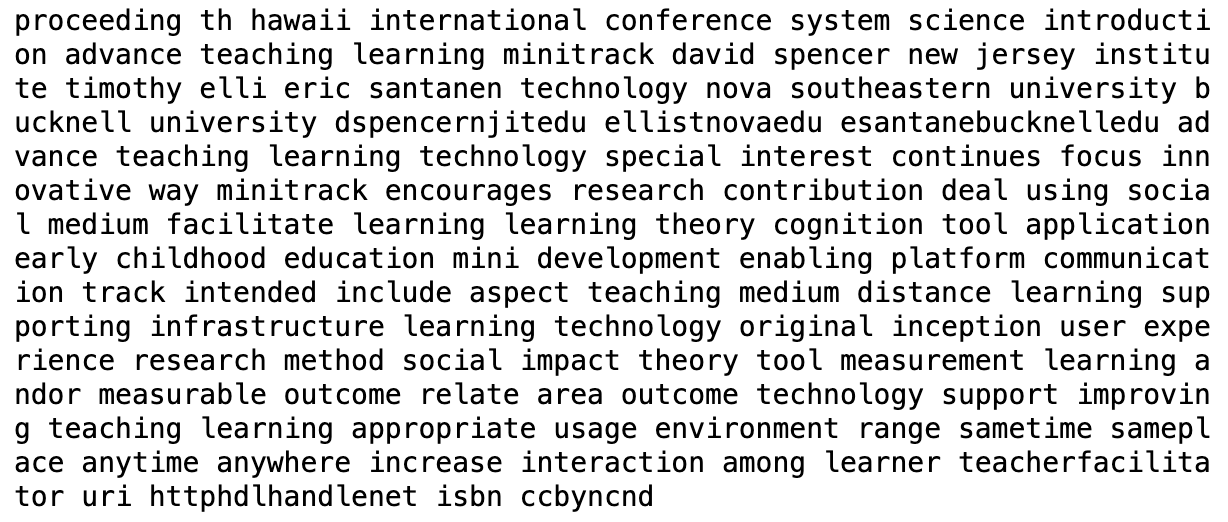 proceeding th hawaii international conference system science introducti
on advance teaching learning minitrack david spencer new jersey institu
te timothy elli eric santanen technology nova southeastern university b
ucknell university dspencernjitedu ellistnovaedu esantanebucknelledu ad
vance teaching learning technology special interest continues focus inn
ovative way minitrack encourages research contribution deal using socia
l medium facilitate learning learning theory cognition tool application
early childhood education mini development enabling platform communicat
ion track intended include aspect teaching medium distance learning sup
porting infrastructure learning technology original inception user expe
rience research method social impact theory tool measurement learning a
ndor measurable outcome relate area outcome technology support improvin
g teaching learning appropriate usage environment range sametime samepl
ace anytime anywhere increase interaction among learner teacherfacilita
tor uri httphdlhandlenet isbn ccbyncnd